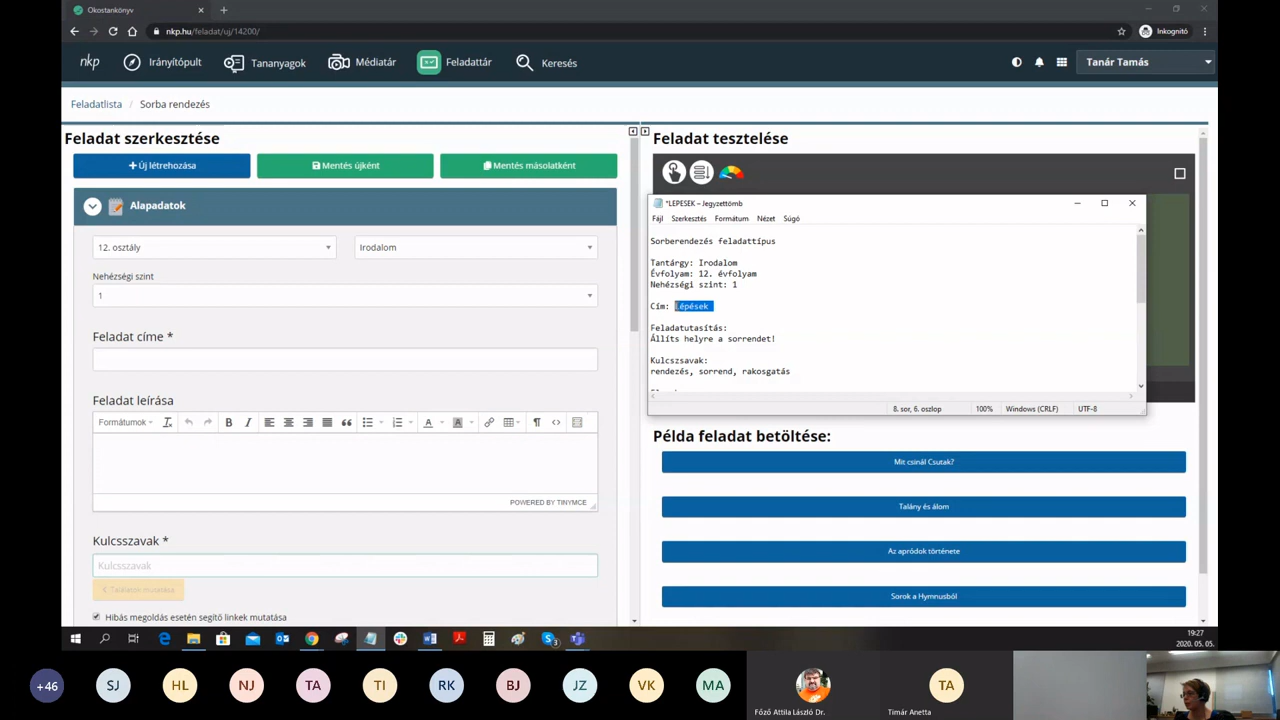 Okostankönyv
nkp.hu/feladat/uj/14200/
Inkognitó
nkp
Irányítópult
Tananyagok
Médiatár
Feladattár
Keresés
Tanár Tamás
Feladatlista / Sorba rendezés
Feladat szerkesztése
Új létrehozása
Mentés újként
Mentés másolatként
Alapadatok
12. osztály
Irodalom
Nehézségi szint
1
Feladat címe *
Feladat leírása
Formátumok
POWERED BY TINYMCE
Kulcsszavak *
Kulcsszavak
Találatok mutatása
Hibás megoldás esetén segítő linkek mutatása
Feladat tesztelése
*LEPESEK – Jegyzettömb
Fájl Szerkesztés Formátum Nézet Súgó
Sorberendezés feladattípus
Tantárgy: Irodalom
Évfolyam: 12. évfolyam
Nehézségi szint: 1
Cím: Lépések
Feladatutasítás:
Állíts helyre a sorrendet!
Kulcszsavak:
rendezés, sorrend, rakosgatás
8. sor, 6. oszlop
100%
Windows (CRLF)
UTF-8
Példa feladat betöltése:
Mit csinál Csutak?
Talány és álom
Az apródok története
Sorok a Hymnusból
19:27
2020. 05. 05.
+46
SJ
HL
NJ
TA
TI
RK
BJ
JZ
VK
MA
Főző Attila László Dr.
TA
Timár Anetta